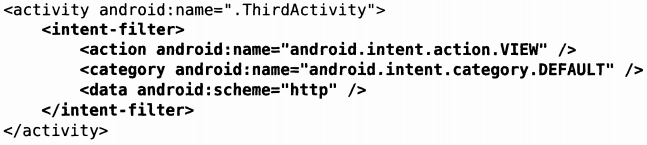 <activity android:name=".ThirdActivity">
    <intent-filter>
        <action android:name="android.intent.action.VIEW" />
        <category android:name="android.intent.category.DEFAULT" />
        <data android:scheme="http" />
    </intent-filter>
</activity>